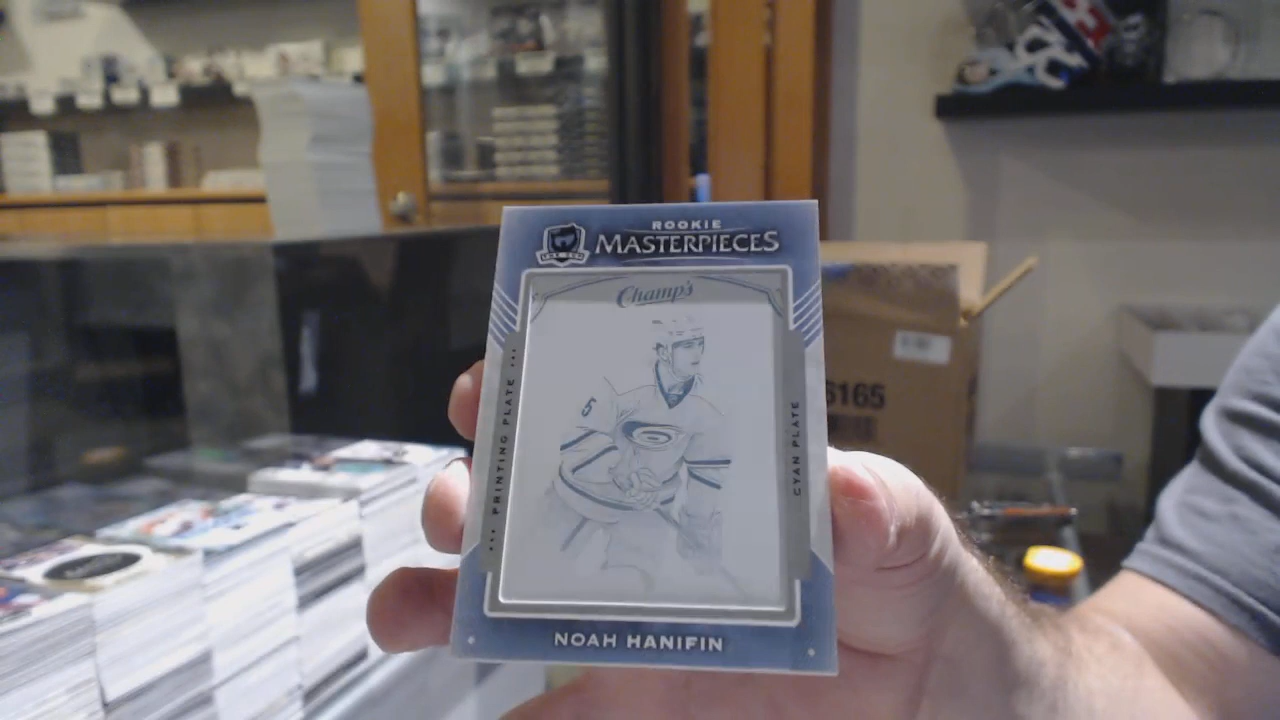 ROOKIE
MASTERPIECES
THE CUP
Champ's
PRINTING PLATE
CYAN PLATE
5
NOAH HANIFIN
6165